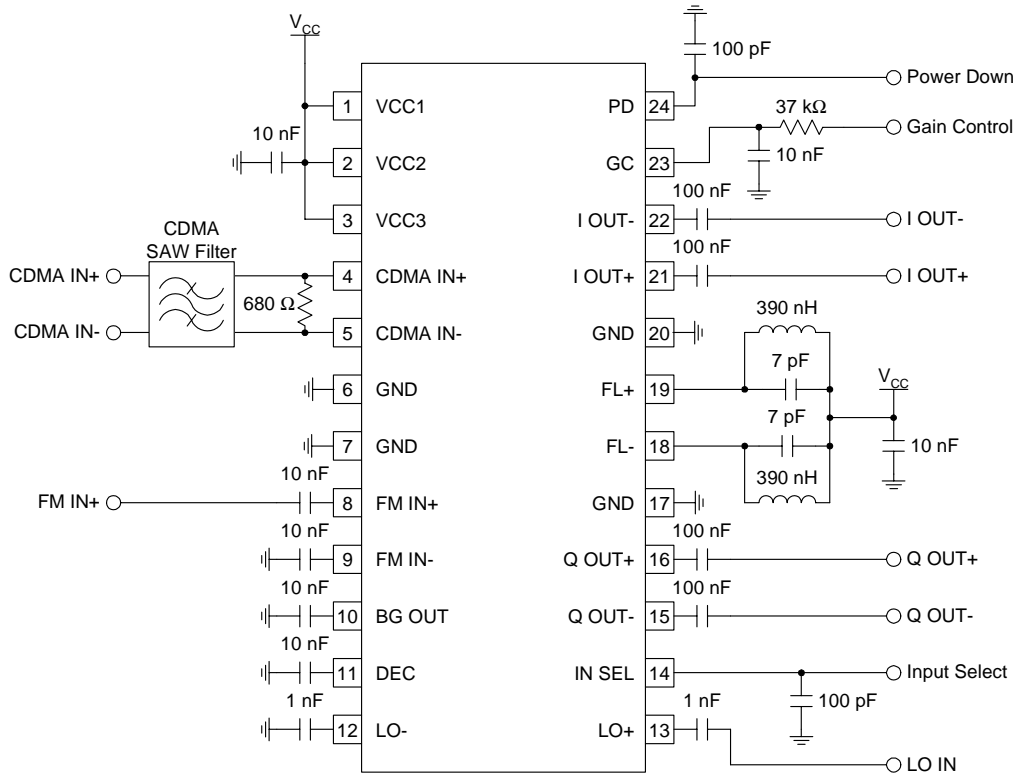 VCC
100 pF
Power Down
1 VCC1 PD 24
37 kΩ
Gain Control
10 nF
2 VCC2 GC 23
10 nF
100 nF
3 VCC3 I OUT- 22 I OUT-
CDMA
SAW Filter
100 nF
CDMA IN+ 4 CDMA IN+ I OUT+ 21 I OUT+
680 Ω
390 nH
CDMA IN- 5 CDMA IN- GND 20
7 pF
VCC
6 GND FL+ 19
7 pF
7 GND FL- 18
10 nF
10 nF
390 nH
FM IN+ 8 FM IN+ GND 17
10 nF
100 nF
9 FM IN- Q OUT+ 16 Q OUT+
10 nF
100 nF
10 BG OUT Q OUT- 15 Q OUT-
10 nF
11 DEC IN SEL 14 Input Select
1 nF
1 nF
100 pF
12 LO- LO+ 13
LO IN